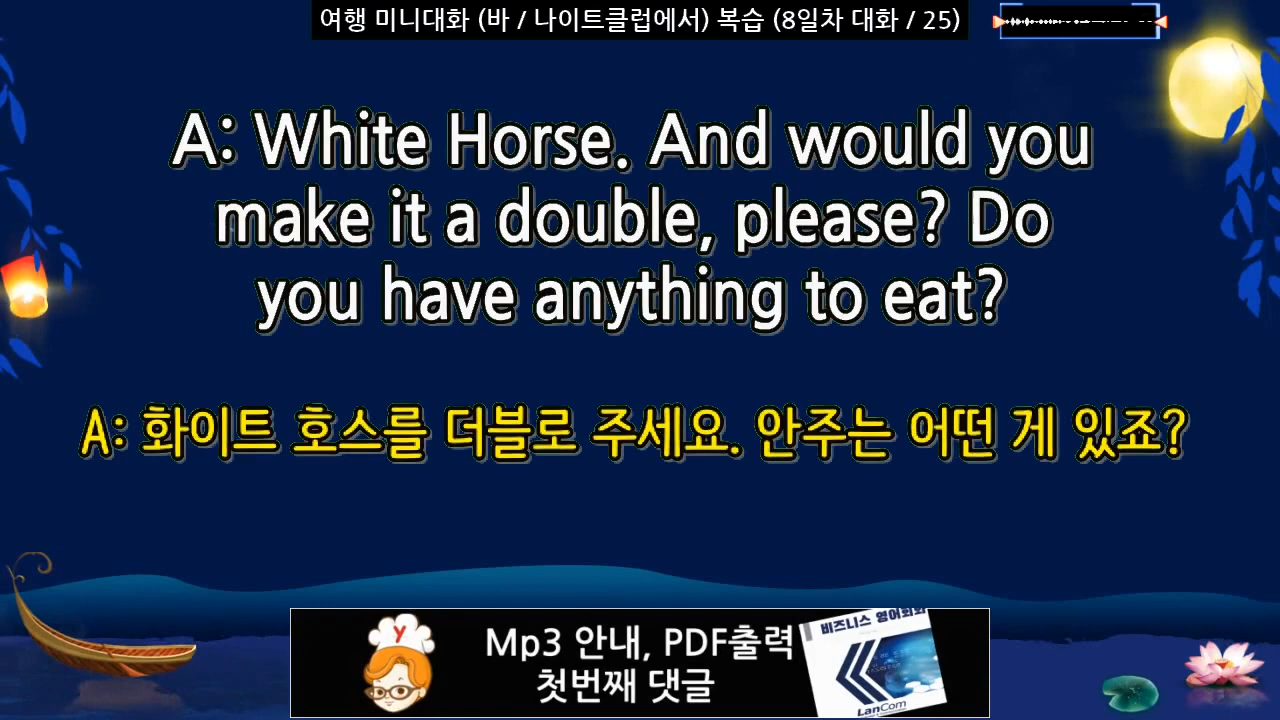 여행 미니대화 (바 / 나이트클럽에서) 복습 (8일차 대화 / 25)
A: White Horse. And would you
make it a double, please? Do
you have anything to eat?
A: 화이트 호스를 더블로 주세요. 안주는 어떤 게 있죠?
Y
Mp3 안내, PDF출력
첫번째 댓글
비즈니스 영어회화
LanCom